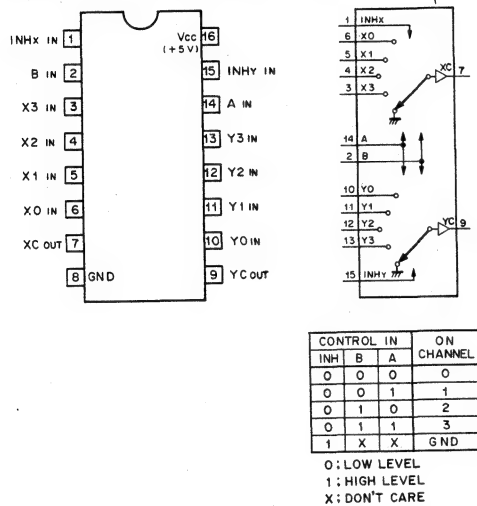 INHX IN 1
B IN 2
X3 IN 3
X2 IN 4
X1 IN 5
X0 IN 6
XC OUT 7
8 GND
Vcc 16
(+5V)
15 INHY IN
14 A IN
13 Y3 IN
12 Y2 IN
11 Y1 IN
10 Y0 IN
9 YC OUT
1 INHX
6 X0
5 X1
4 X2
3 X3
XC 7
14 A
2 B
10 Y0
11 Y1
12 Y2
13 Y3
YC 9
15 INHY
CONTROL IN ON CHANNEL
INH B A
0 0 0 0
0 0 1 1
0 1 0 2
0 1 1 3
1 X X GND
0 ; LOW LEVEL
1 ; HIGH LEVEL
X ; DON'T CARE